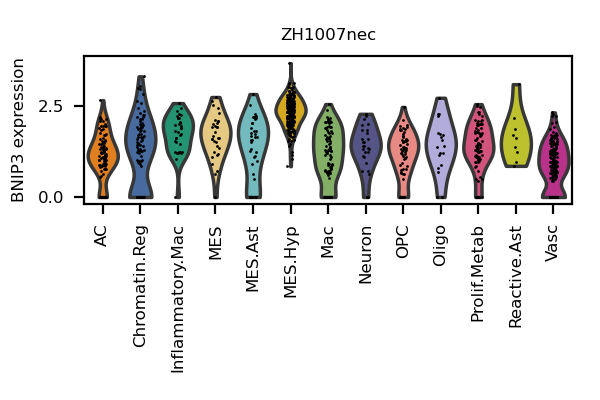 ZH1007nec
BNIP3 expression
2.5
0.0
AC
Chromatin.Reg
Inflammatory.Mac
MES
MES.Ast
MES.Hyp
Mac
Neuron
OPC
Oligo
Prolif.Metab
Reactive.Ast
Vasc